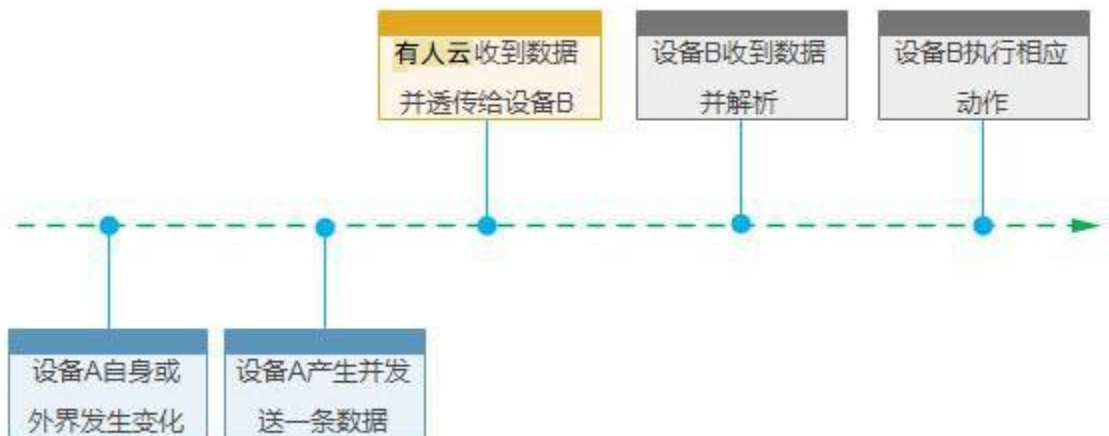 有人云收到数据
并透传给设备B
设备B收到数据
并解析
设备B执行相应
动作
设备A自身或
外界发生变化
设备A产生并发
送一条数据